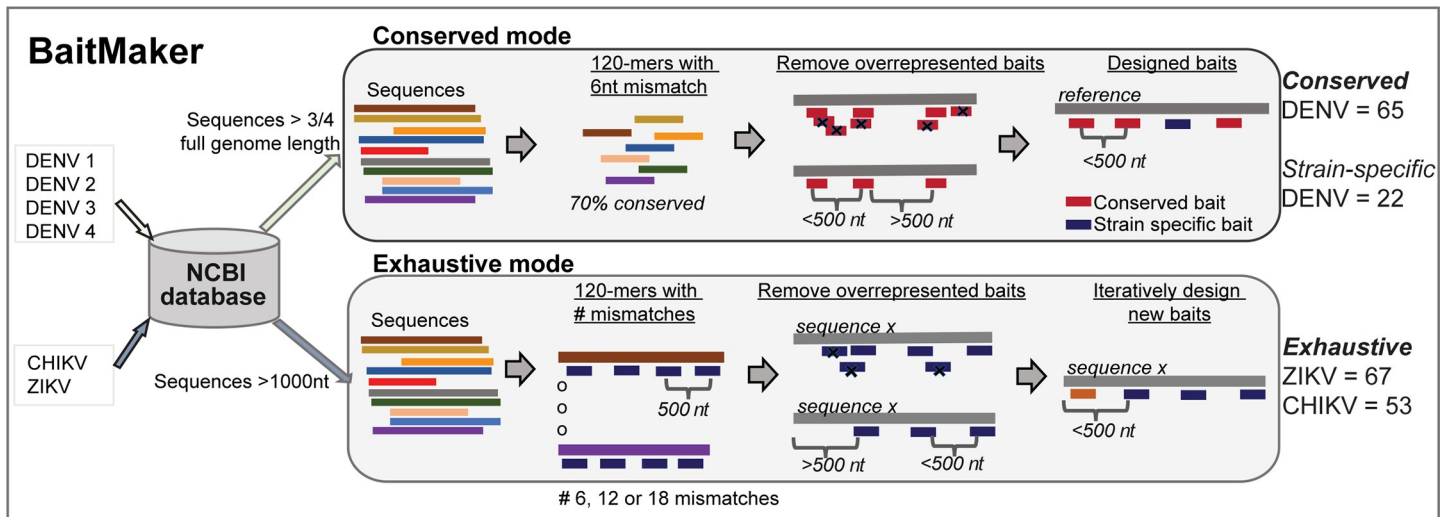 BaitMaker
DENV 1
DENV 2
DENV 3
DENV 4
CHIKV
ZIKV
NCBI
database
Sequences > 3/4
full genome length
Sequences >1000nt
Conserved mode
Sequences
120-mers with
6nt mismatch
70% conserved
Remove overrepresented baits
<500 nt
>500 nt
Designed baits
reference
<500 nt
Conserved bait
Strain specific bait
Conserved
DENV = 65
Strain-specific
DENV = 22
Exhaustive mode
Sequences
120-mers with
# mismatches
500 nt
o
o
o
# 6, 12 or 18 mismatches
Remove overrepresented baits
sequence x
sequence x
>500 nt
<500 nt
Iteratively design
new baits
sequence x
<500 nt
Exhaustive
ZIKV = 67
CHIKV = 53